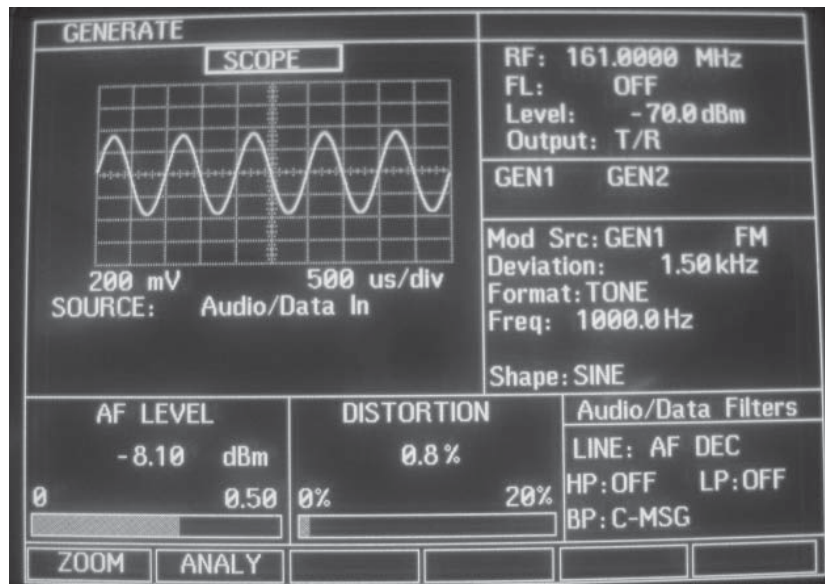 GENERATE
SCOPE
200 mV 500 us/div
SOURCE: Audio/Data In
RF: 161.0000 MHz
FL: OFF
Level: -70.0 dBm
Output: T/R
GEN1 GEN2
Mod Src: GEN1 FM
Deviation: 1.50 kHz
Format: TONE
Freq: 1000.0 Hz
Shape: SINE
AF LEVEL
-8.10 dBm
0 0.50
DISTORTION
0.8%
0% 20%
Audio/Data Filters
LINE: AF DEC
HP: OFF LP: OFF
BP: C-MSG
ZOOM ANALY